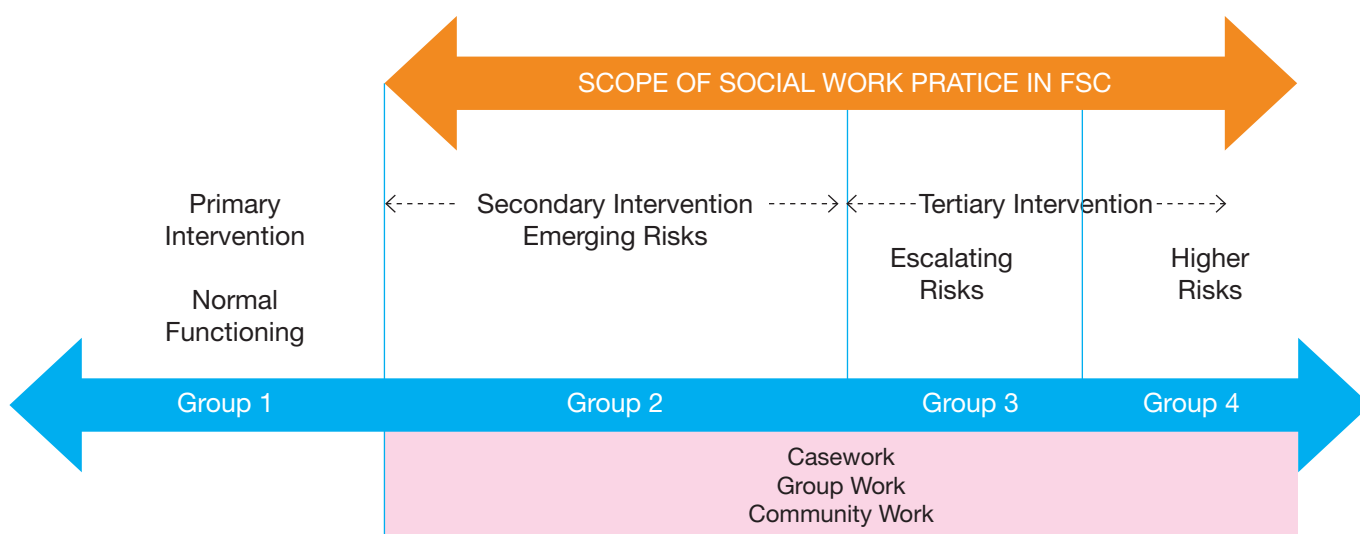 SCOPE OF SOCIAL WORK PRATICE IN FSC
Primary
Intervention
Normal
Functioning
Secondary Intervention
Emerging Risks
Tertiary Intervention
Escalating
Risks
Higher
Risks
Group 1
Group 2
Group 3
Group 4
Casework
Group Work
Community Work